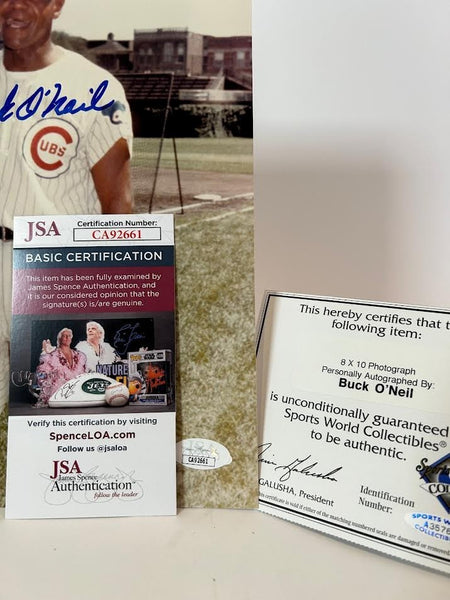 k O'Neil
CUBS
JSA
Certification Number:
CA92661
BASIC CERTIFICATION
This item has been fully examined by
James Spence Authentication, and
it is our considered opinion that the
signature(s) is/are genuine.
NATURE
JETS
Verify this certification by visiting
SpenceLOA.com
Follow us @jsaloa
JSA
James Spence
Authentication
follow the leader
CA92661
This hereby certifies that t
following item:
8 X 10 Photograph
Personally Autographed By:
Buck O'Neil
is unconditionally guaranteed
Sports World Collectibles®
to be authentic.
GALUSHA, President
Identification
Number:
SPORTS W
A3575
COLLECTIB